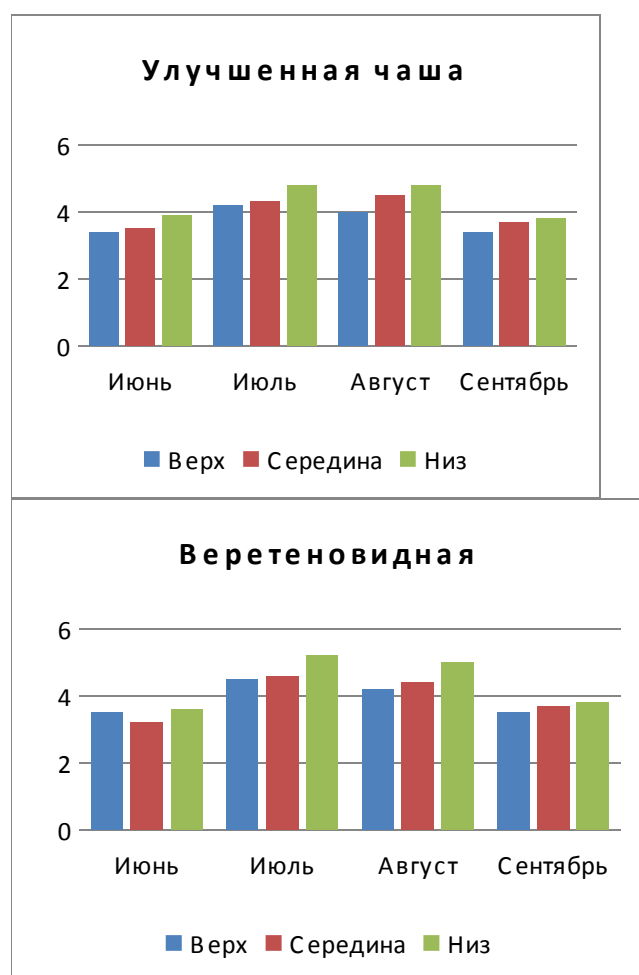 Улучшенная чаша
6
4
2
0
Июнь Июль Август Сентябрь
Верх Середина Низ
Веретеновидная
6
4
2
0
Июнь Июль Август Сентябрь
Верх Середина Низ